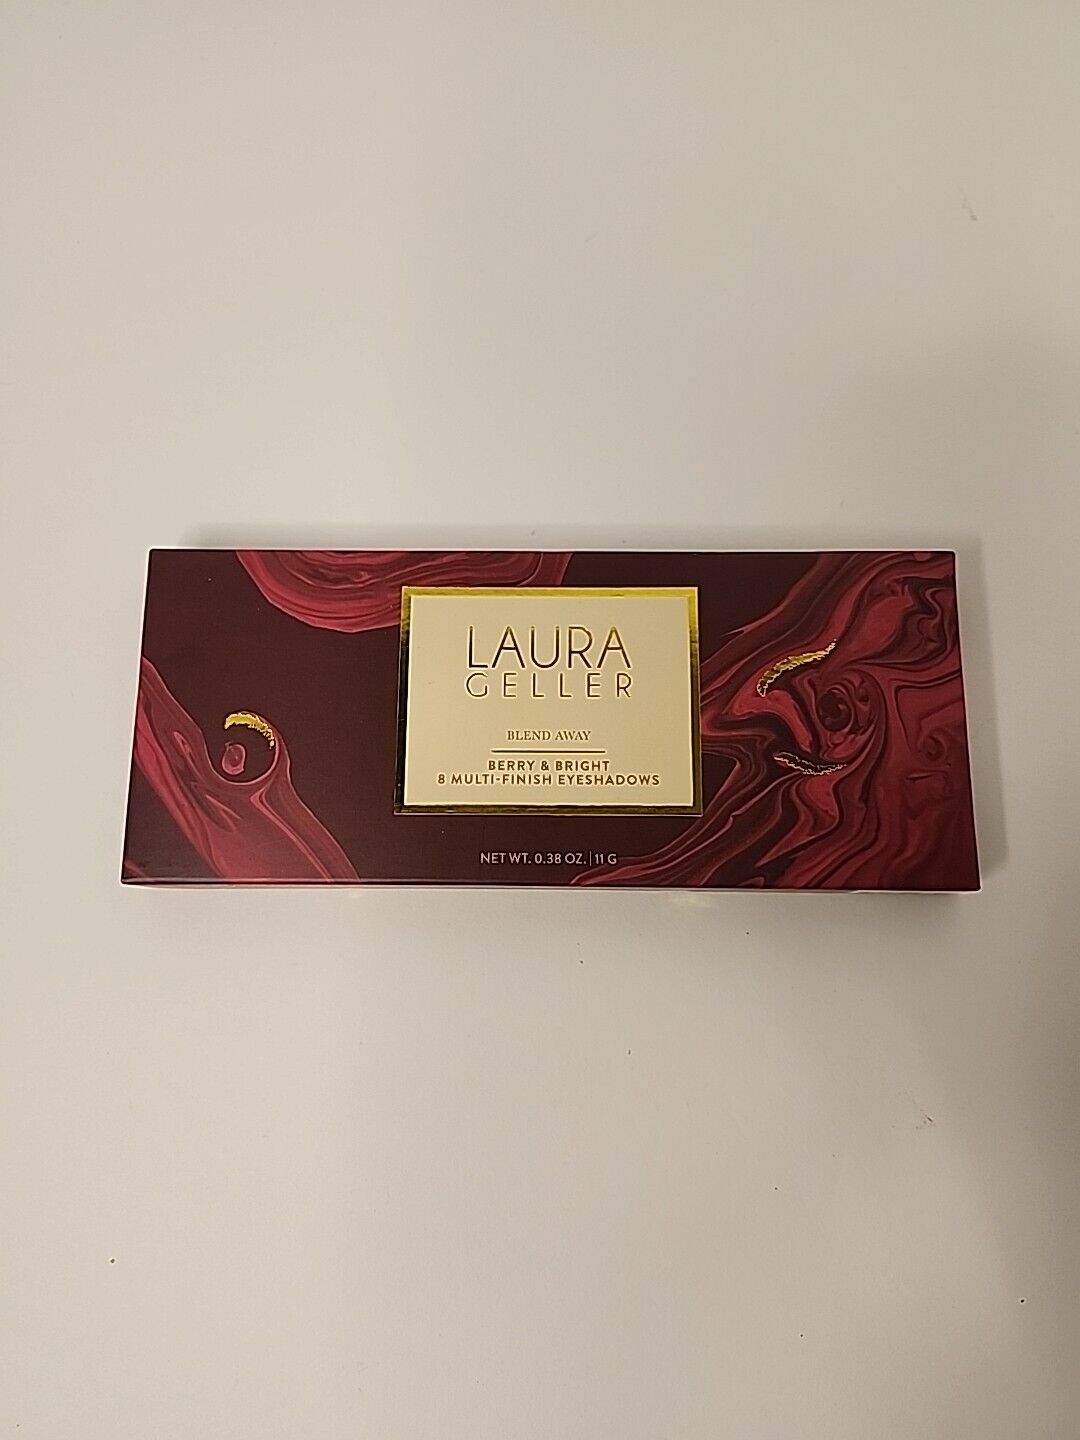 LAURA
GELLER
BLEND AWAY
BERRY & BRIGHT
8 MULTI-FINISH EYESHADOWS
NET WT. 0.38 OZ. | 11 G